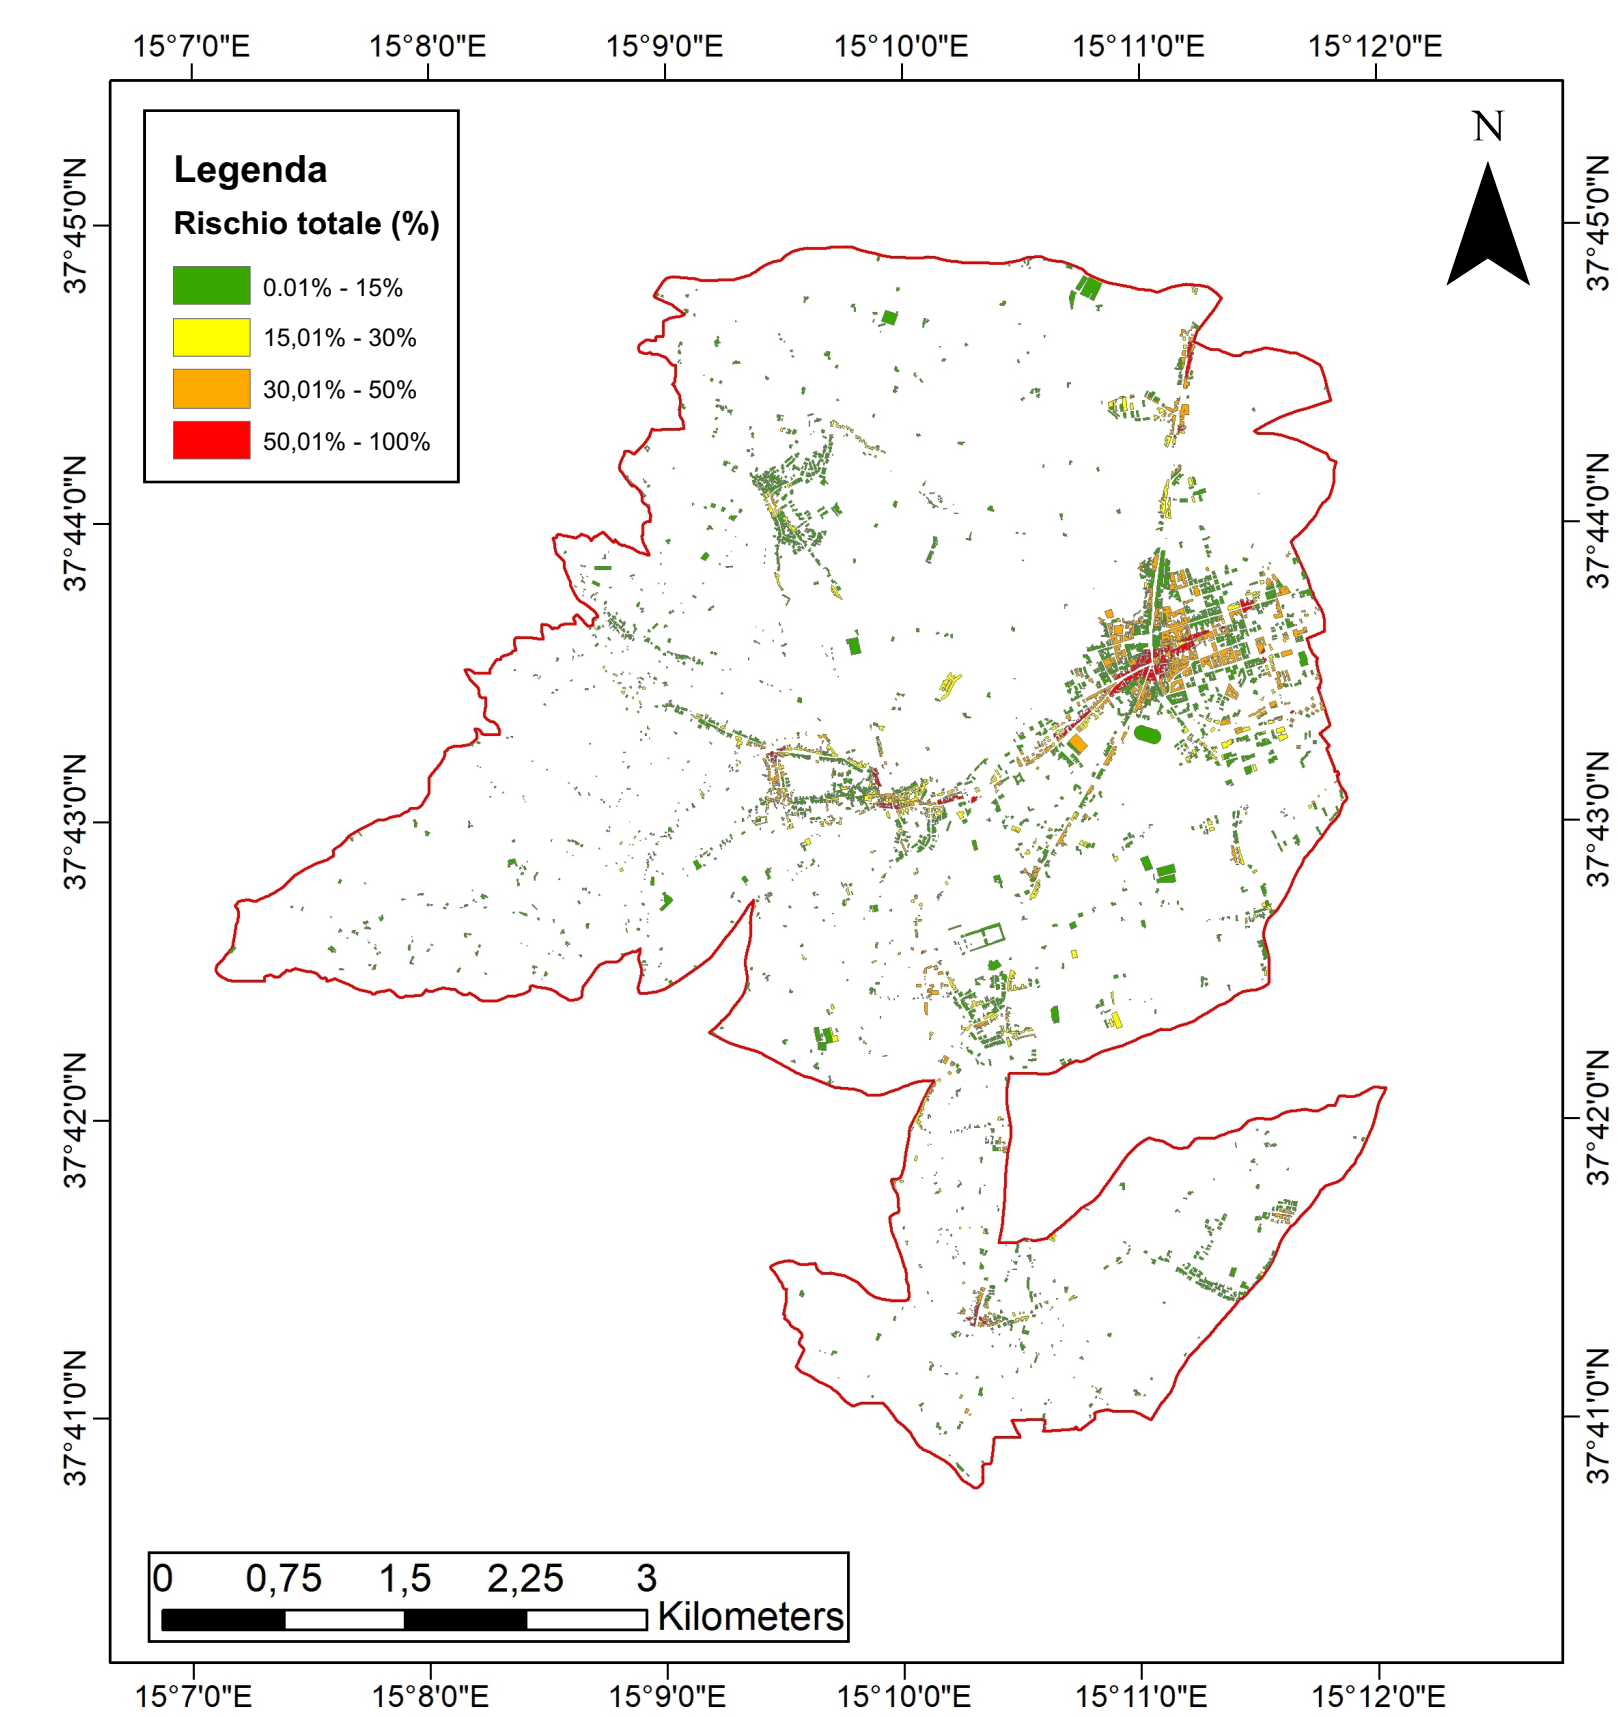 15°7'0"E 15°8'0"E 15°9'0"E 15°10'0"E 15°11'0"E 15°12'0"E
N
Legenda
Rischio totale (%)
0.01% - 15%
15,01% - 30%
30,01% - 50%
50,01% - 100%
37°45'0"N 37°45'0"N
37°44'0"N 37°44'0"N
37°43'0"N 37°43'0"N
37°42'0"N 37°42'0"N
37°41'0"N 37°41'0"N
0 0,75 1,5 2,25 3
Kilometers
15°7'0"E 15°8'0"E 15°9'0"E 15°10'0"E 15°11'0"E 15°12'0"E